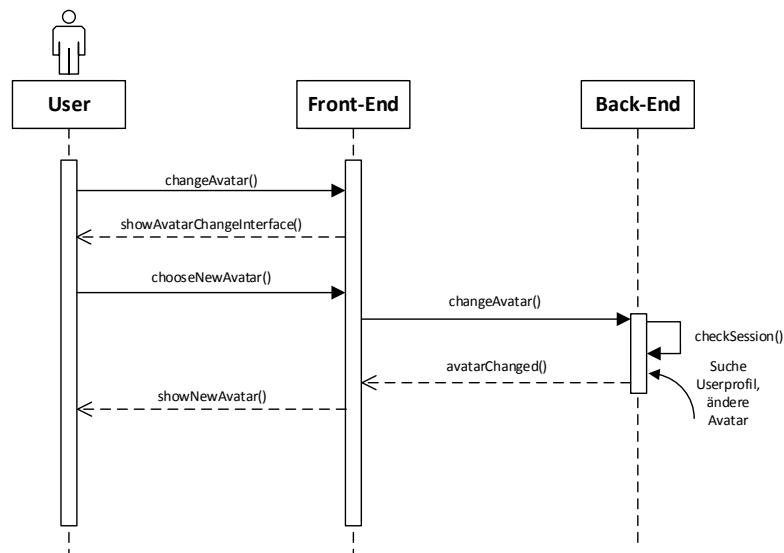 User
Front-End
Back-End
changeAvatar()
showAvatarChangeInterface()
chooseNewAvatar()
changeAvatar()
checkSession()
avatarChanged()
Suche
Userprofil,
ändere
Avatar
showNewAvatar()